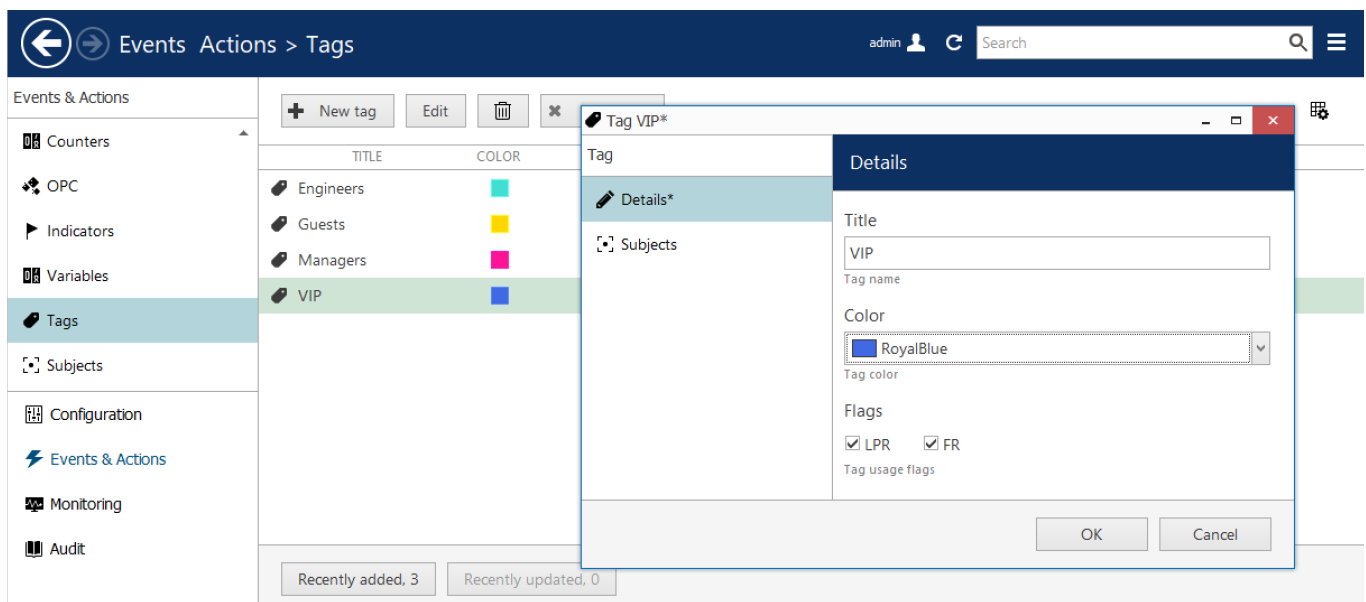 Events  Actions > Tags
admin
Search
Events & Actions
Counters
OPC
Indicators
Variables
Tags
Subjects
Configuration
Events & Actions
Monitoring
Audit
New tag
Edit
TITLE COLOR
Engineers
Guests
Managers
VIP
Recently added, 3
Recently updated, 0
Tag VIP*
Tag
Details*
Subjects
Details
Title
VIP
Tag name
Color
RoyalBlue
Tag color
Flags
LPR FR
Tag usage flags
OK Cancel